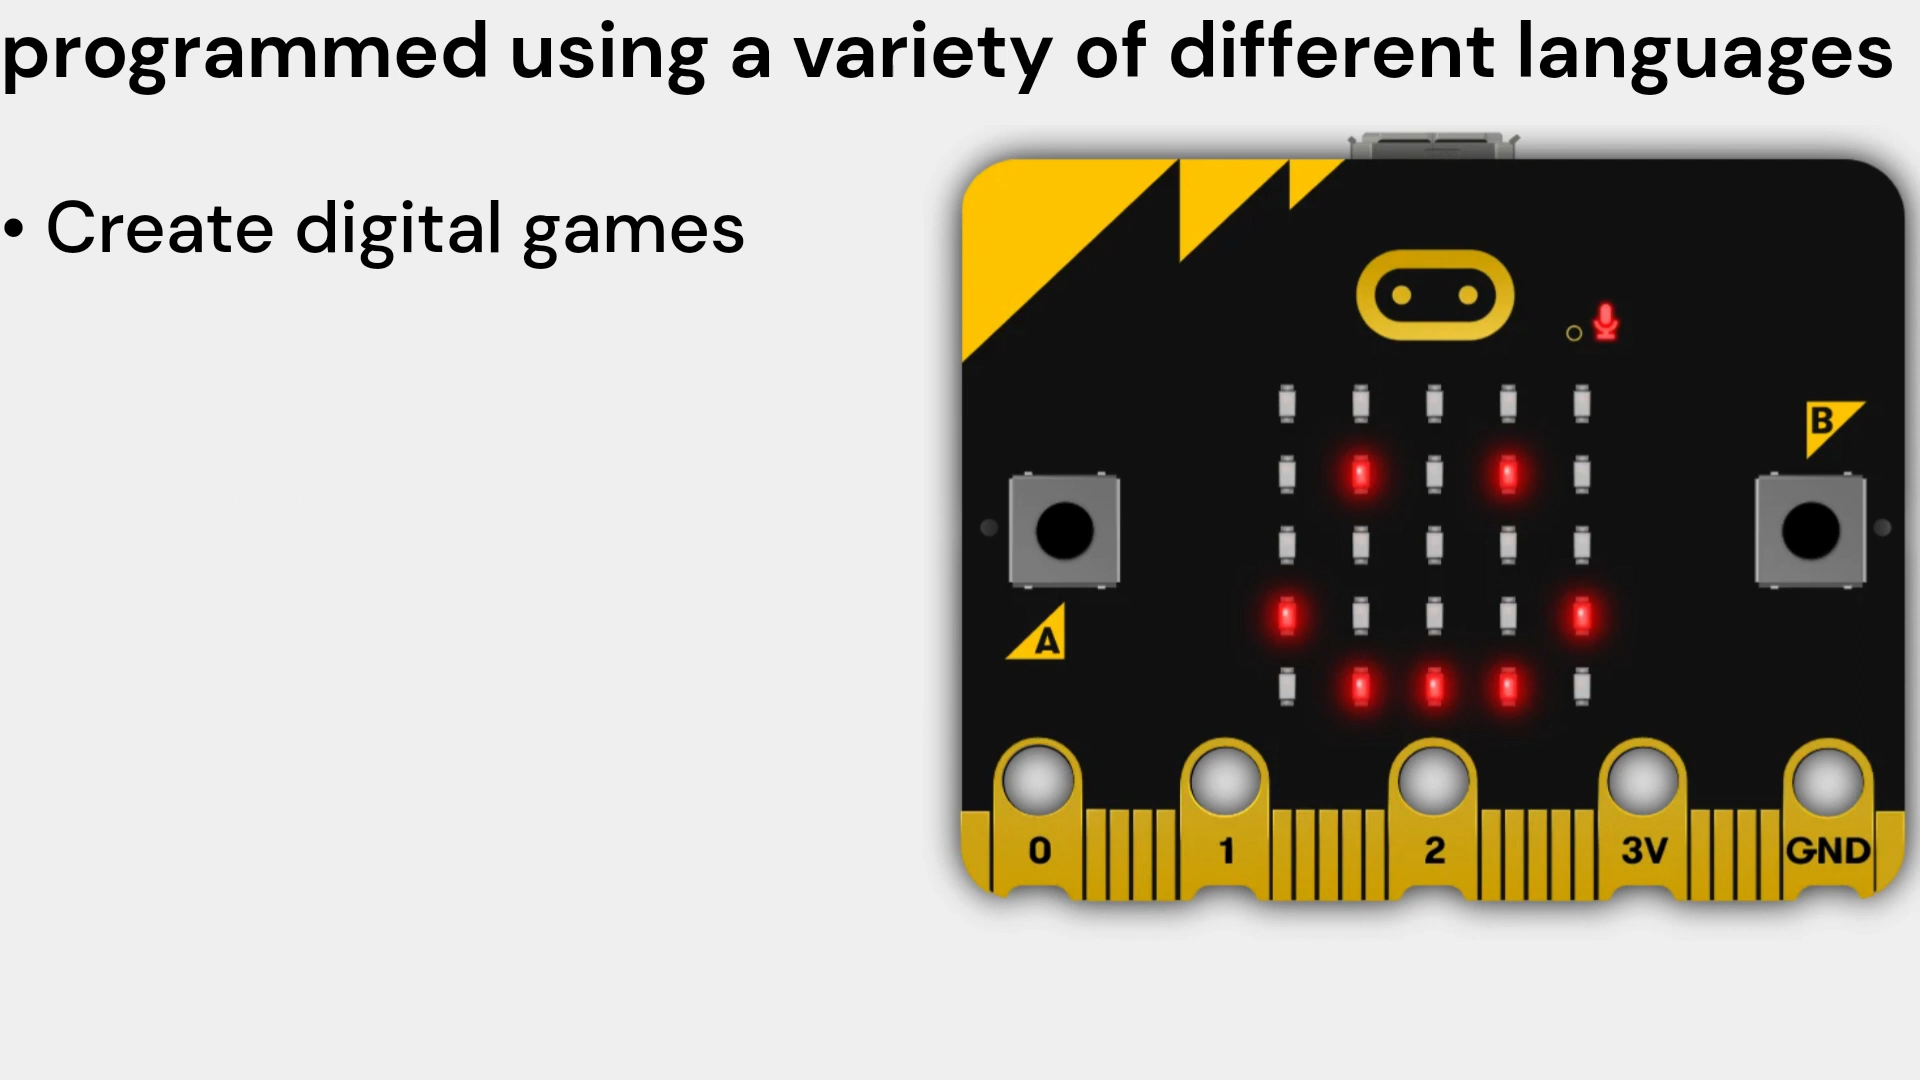 programmed using a variety of different languages
• Create digital games
B
A
0 1 2 3V GND